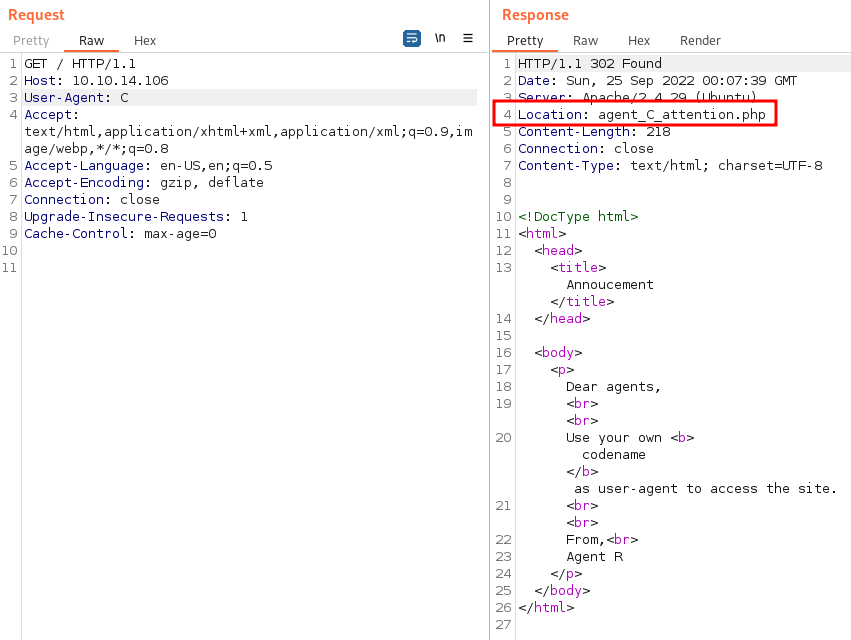 Request
Pretty Raw Hex
\n
1 GET / HTTP/1.1
2 Host: 10.10.14.106
3 User-Agent: C
4 Accept:
text/html,application/xhtml+xml,application/xml;q=0.9,im
age/webp,*/*;q=0.8
5 Accept-Language: en-US,en;q=0.5
6 Accept-Encoding: gzip, deflate
7 Connection: close
8 Upgrade-Insecure-Requests: 1
9 Cache-Control: max-age=0
10
11
Response
Pretty Raw Hex Render
1 HTTP/1.1 302 Found
2 Date: Sun, 25 Sep 2022 00:07:39 GMT
3 Server: Apache/2.4.29 (Ubuntu)
4 Location: agent_C_attention.php
5 Content-Length: 218
6 Connection: close
7 Content-Type: text/html; charset=UTF-8
8
9
10 <!DocType html>
11 <html>
12 <head>
13 <title>
Annoucement
</title>
14 </head>
15
16 <body>
17 <p>
18 Dear agents,
19 <br>
<br>
20 Use your own <b>
codename
</b>
as user-agent to access the site.
21 <br>
<br>
22 From,<br>
23 Agent R
24 </p>
25 </body>
26 </html>
27